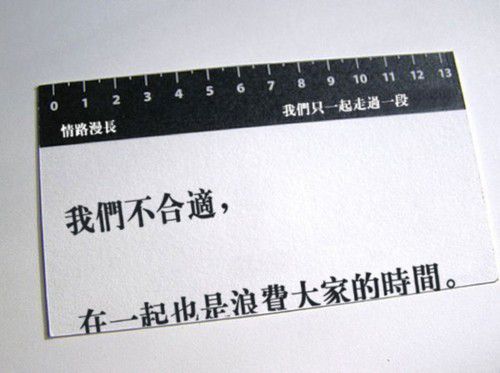 0 1 2 3 4 5 6 7 8 9 10 11 12 13
情路漫長 我們只一起走過一段
我們不合適，
在一起也是浪費大家的時間。